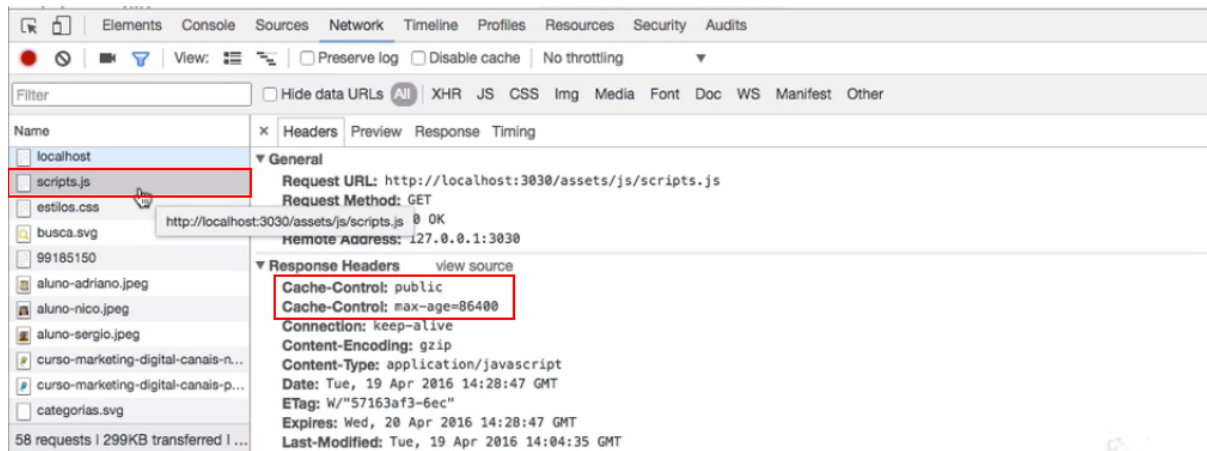 Elements Console Sources Network Timeline Profiles Resources Security Audits
View: Preserve log Disable cache No throttling
Filter Hide data URLs All XHR JS CSS Img Media Font Doc WS Manifest Other
Name
× Headers Preview Response Timing
localhost
scripts.js
estilos.css
busca.svg
99185150
aluno-adriano.jpeg
aluno-nico.jpeg
aluno-sergio.jpeg
curso-marketing-digital-canais-n...
curso-marketing-digital-canais-p...
categorias.svg
58 requests | 299KB transferred | ...
http://localhost:3030/assets/js/scripts.js
General
Request URL: http://localhost:3030/assets/js/scripts.js
Request Method: GET
0 OK
Remote Address: 127.0.0.1:3030
Response Headers view source
Cache-Control: public
Cache-Control: max-age=86400
Connection: keep-alive
Content-Encoding: gzip
Content-Type: application/javascript
Date: Tue, 19 Apr 2016 14:28:47 GMT
ETag: W/"57163af3-6ec"
Expires: Wed, 20 Apr 2016 14:28:47 GMT
Last-Modified: Tue, 19 Apr 2016 14:04:35 GMT